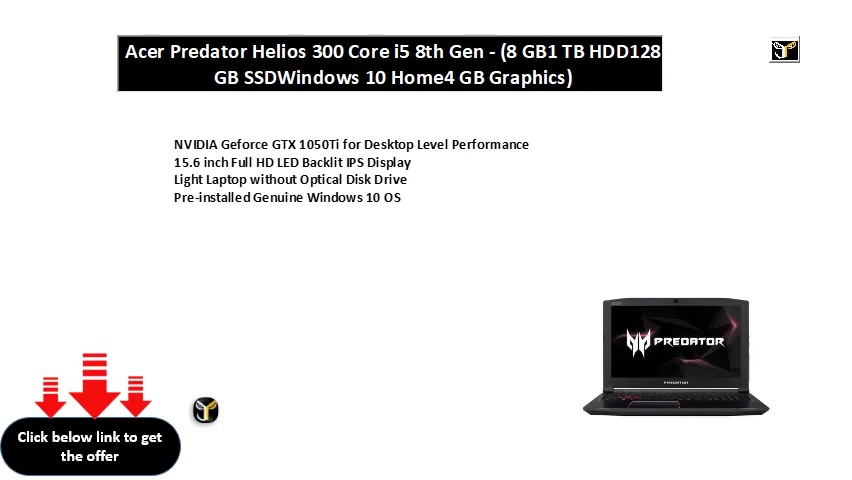 Acer Predator Helios 300 Core i5 8th Gen - (8 GB1 TB HDD128
GB SSDWindows 10 Home4 GB Graphics)
NVIDIA Geforce GTX 1050Ti for Desktop Level Performance
15.6 inch Full HD LED Backlit IPS Display
Light Laptop without Optical Disk Drive
Pre-installed Genuine Windows 10 OS
PREDATOR
PREDATOR
Click below link to get
the offer